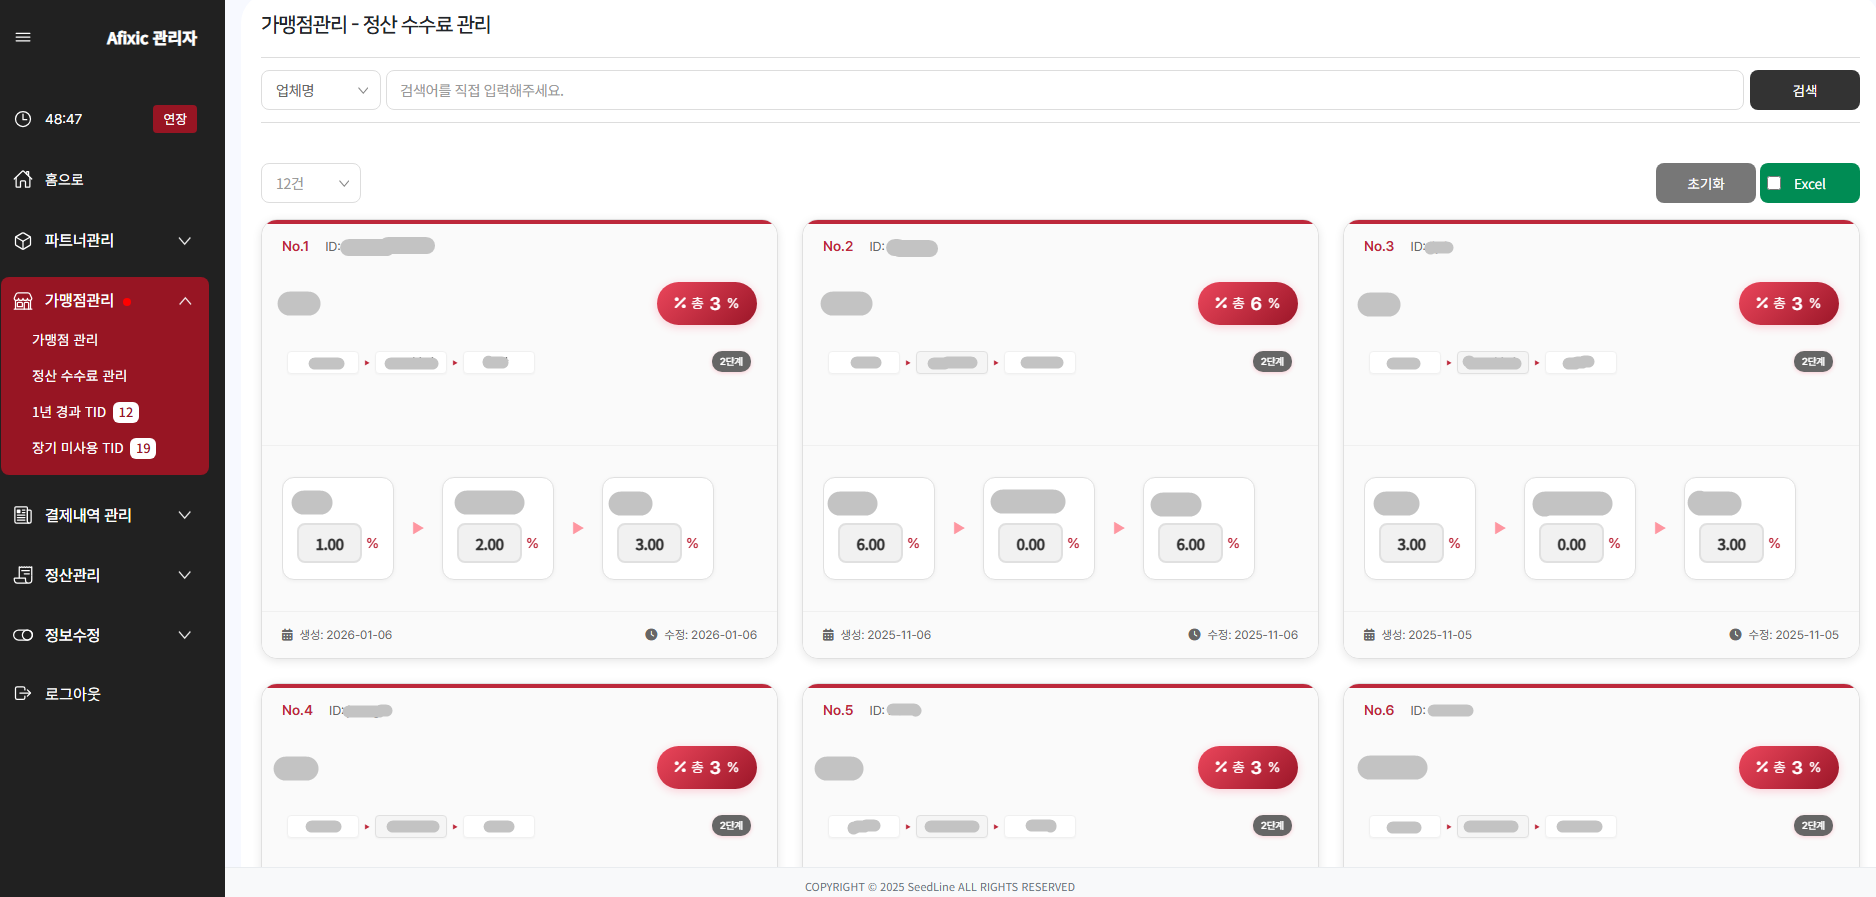 Afixic 관리자
48:47
연장
홈으로
파트너관리
가맹점관리
가맹점 관리
정산 수수료 관리
1년 경과 TID 12
장기 미사용 TID 19
결제내역 관리
정산관리
정보수정
로그아웃
가맹점관리 - 정산 수수료 관리
업체명
검색어를 직접 입력해주세요.
검색
12건
초기화
Excel
No.1 ID:
총 3 %
2단계
1.00 %
2.00 %
3.00 %
생성: 2026-01-06
수정: 2026-01-06
No.2 ID:
총 6 %
2단계
6.00 %
0.00 %
6.00 %
생성: 2025-11-06
수정: 2025-11-06
No.3 ID:
총 3 %
2단계
3.00 %
0.00 %
3.00 %
생성: 2025-11-05
수정: 2025-11-05
No.4 ID:
총 3 %
2단계
No.5 ID:
총 3 %
2단계
No.6 ID:
총 3 %
2단계
COPYRIGHT © 2025 SeedLine ALL RIGHTS RESERVED